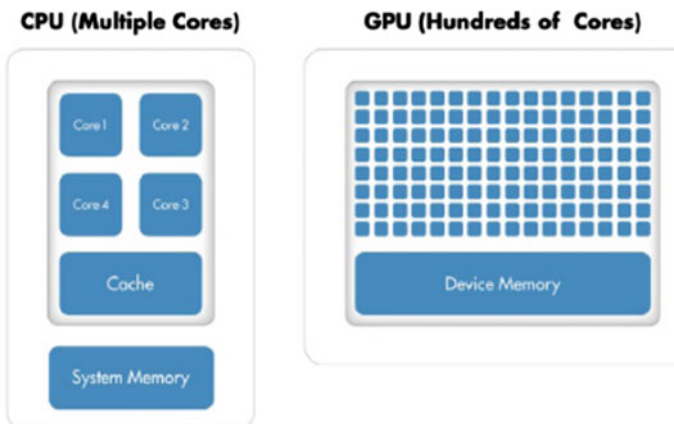 CPU (Multiple Cores)
GPU (Hundreds of Cores)
Core 1
Core 2
Core 4
Core 3
Cache
System Memory
Device Memory